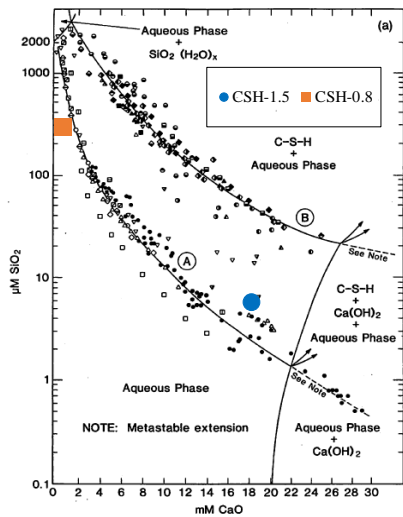 (a)
Aqueous Phase
+
SiO2 (H2O)x
2000
1000
100
10
1
0.1
μM SiO2
CSH-1.5 CSH-0.8
C-S-H
+
Aqueous Phase
B
A
See Note
C-S-H
+
Ca(OH)2
+
Aqueous Phase
See Note
Aqueous Phase
NOTE: Metastable extension
Aqueous Phase
+
Ca(OH)2
0 2 4 6 8 10 12 14 16 18 20 22 24 26 28 30 32
mM CaO